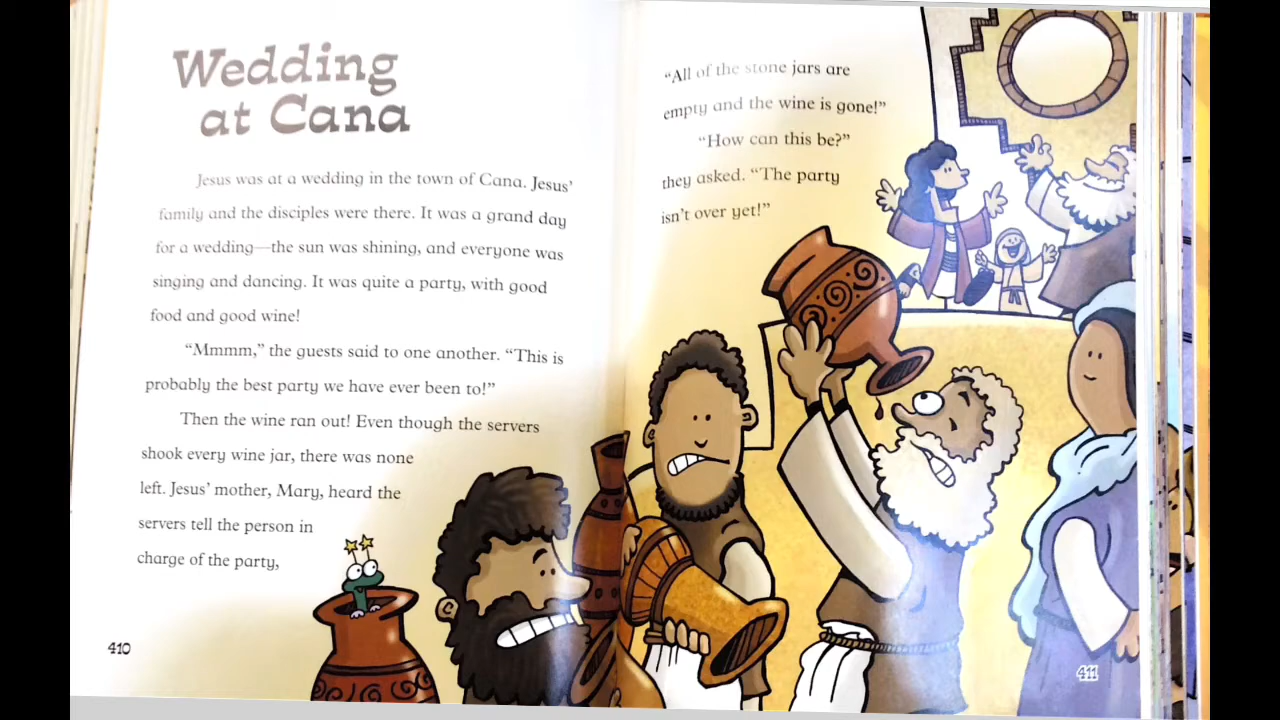 Wedding
at Cana
Jesus was at a wedding in the town of Cana. Jesus’
family and the disciples were there. It was a grand day
for a wedding—the sun was shining, and everyone was
singing and dancing. It was quite a party, with good
food and good wine!
“Mmmm,” the guests said to one another. “This is
probably the best party we have ever been to!”
Then the wine ran out! Even though the servers
shook every wine jar, there was none
left. Jesus’ mother, Mary, heard the
servers tell the person in
charge of the party,
410
“All of the stone jars are
empty and the wine is gone!”
“How can this be?”
they asked. “The party
isn’t over yet!”
411